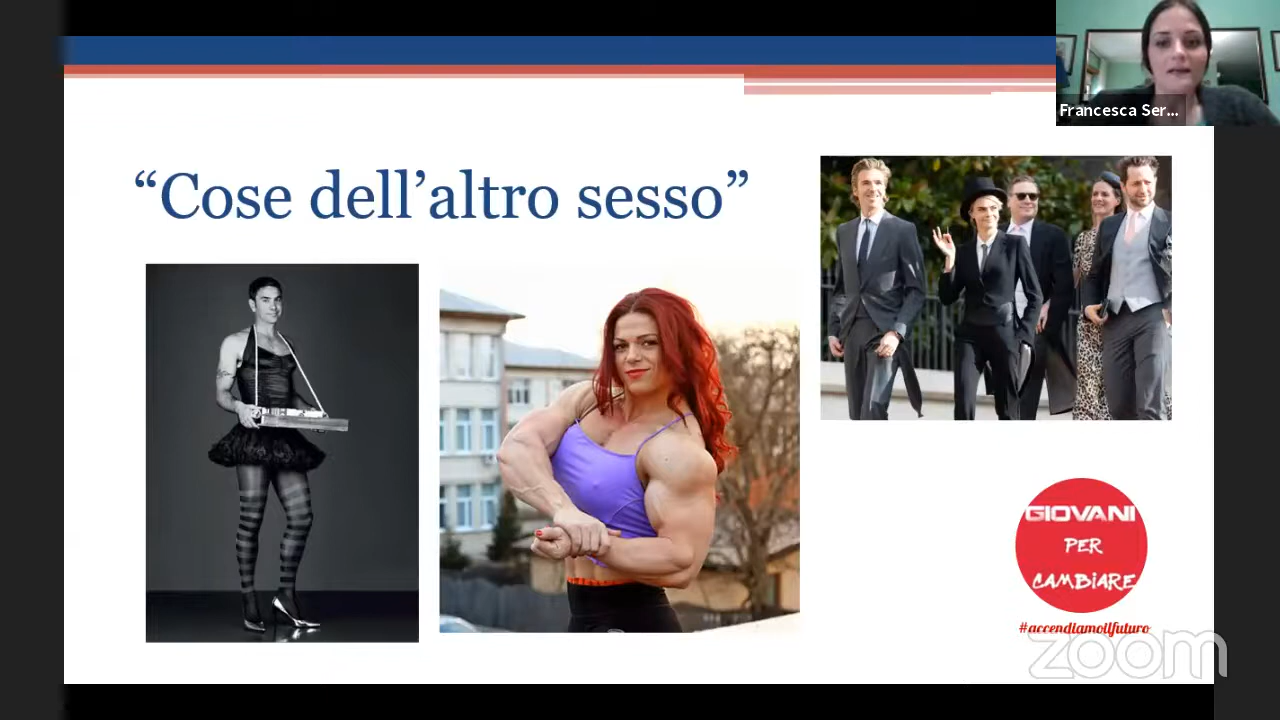 Francesca Ser...
“Cose dell’altro sesso”
GIOVANI
PER
CAMBIARE
#accendiamoilfuturo
zoom